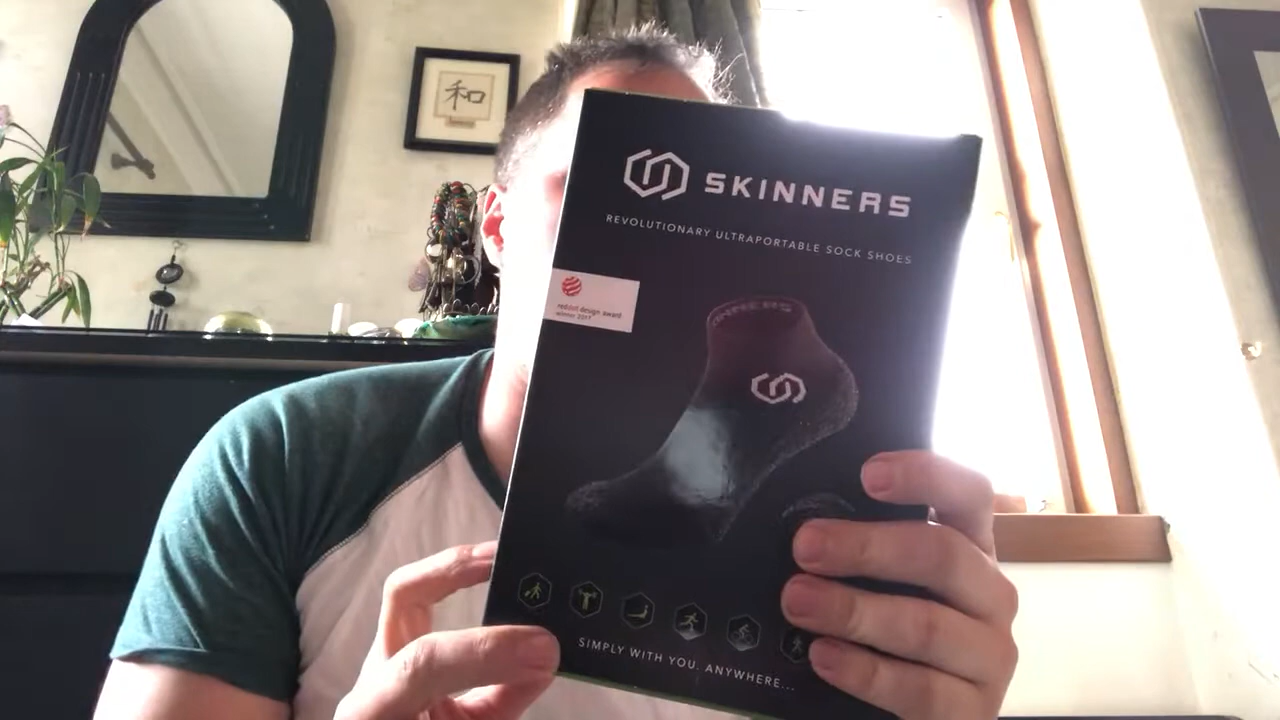 和
SKINNERS
REVOLUTIONARY ULTRAPORTABLE SOCK SHOES
reddot design award
winner 2017
SKINNERS
SIMPLY WITH YOU. ANYWHERE...